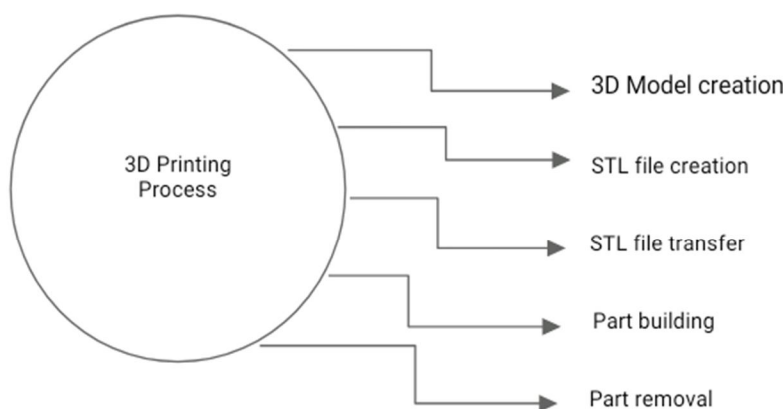 3D Printing
Process
3D Model creation
STL file creation
STL file transfer
Part building
Part removal